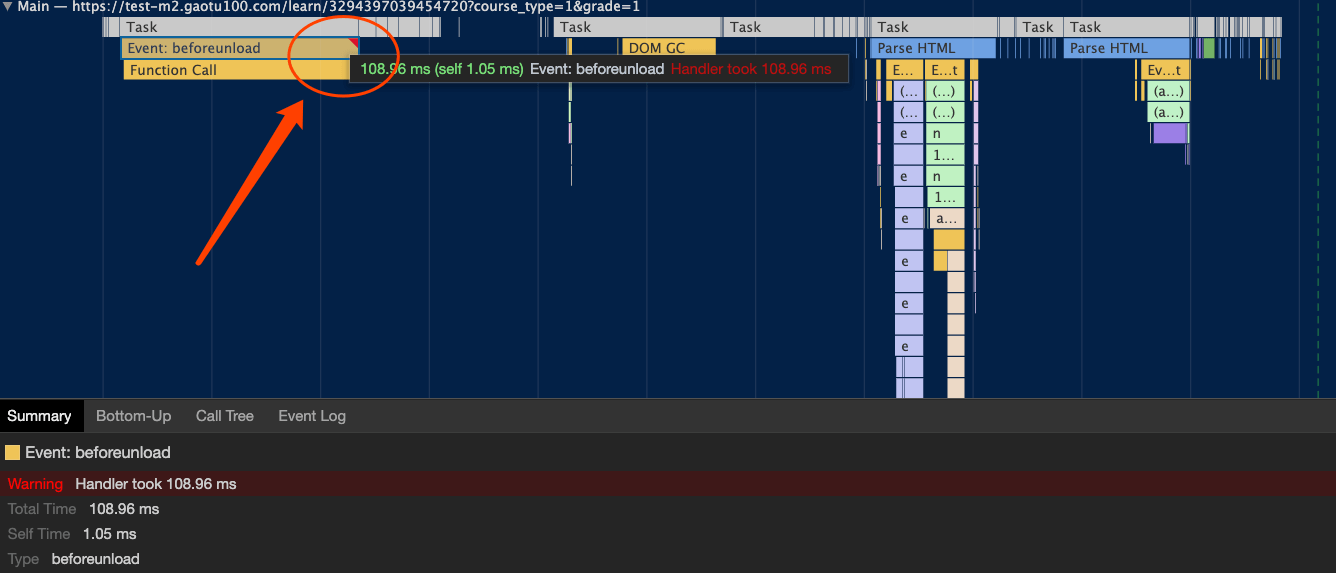 ▼ Main — https://test-m2.gaotu100.com/learn/3294397039454720?course_type=1&grade=1
Task Task Task Task Task Task
Event: beforeunload DOM GC Parse HTML Parse HTML
Function Call 108.96 ms (self 1.05 ms) Event: beforeunload Handler took 108.96 ms E... E...t Ev...t
(... (...) (a...)
(... (...) (a...)
e n
1...
e n
1...
e a...
e
e
e
Summary Bottom-Up Call Tree Event Log
Event: beforeunload
Warning Handler took 108.96 ms
Total Time 108.96 ms
Self Time 1.05 ms
Type beforeunload